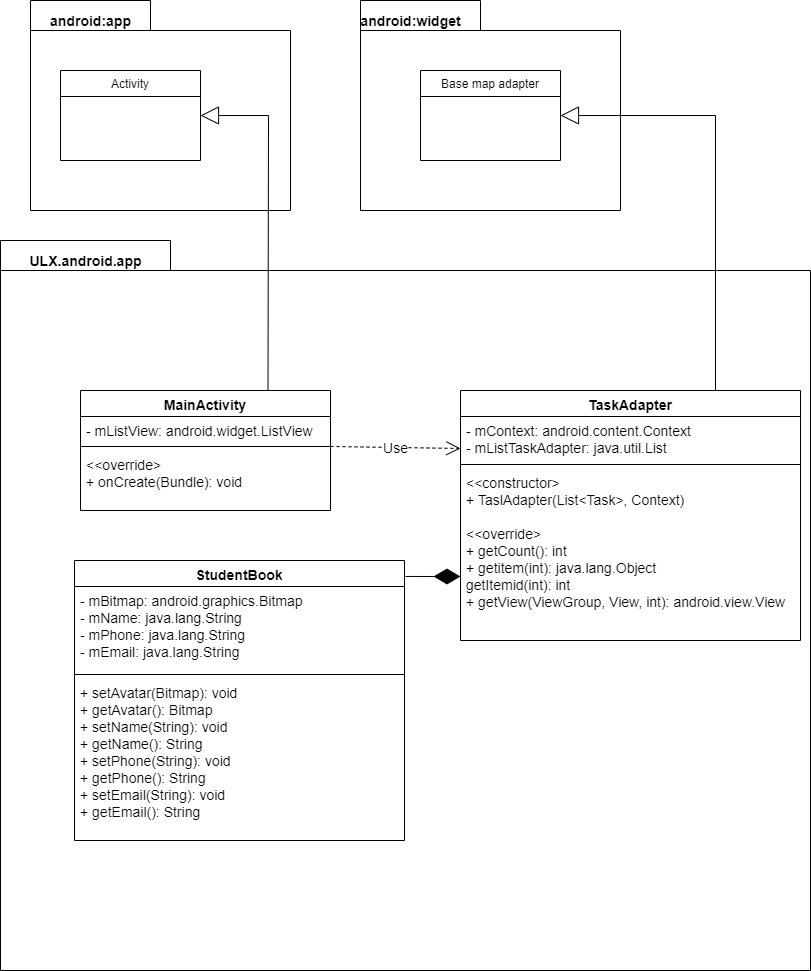 android:app
android:widget
Activity
Base map adapter
ULX.android.app
MainActivity
- mListView: android.widget.ListView
<<override>>
+ onCreate(Bundle): void
Use
TaskAdapter
- mContext: android.content.Context
- mListTaskAdapter: java.util.List
<<constructor>>
+ TaslAdapter(List<Task>, Context)
<<override>>
+ getCount(): int
+ getitem(int): java.lang.Object
getItemid(int): int
+ getView(ViewGroup, View, int): android.view.View
StudentBook
- mBitmap: android.graphics.Bitmap
- mName: java.lang.String
- mPhone: java.lang.String
- mEmail: java.lang.String
+ setAvatar(Bitmap): void
+ getAvatar(): Bitmap
+ setName(String): void
+ getName(): String
+ setPhone(String): void
+ getPhone(): String
+ setEmail(String): void
+ getEmail(): String